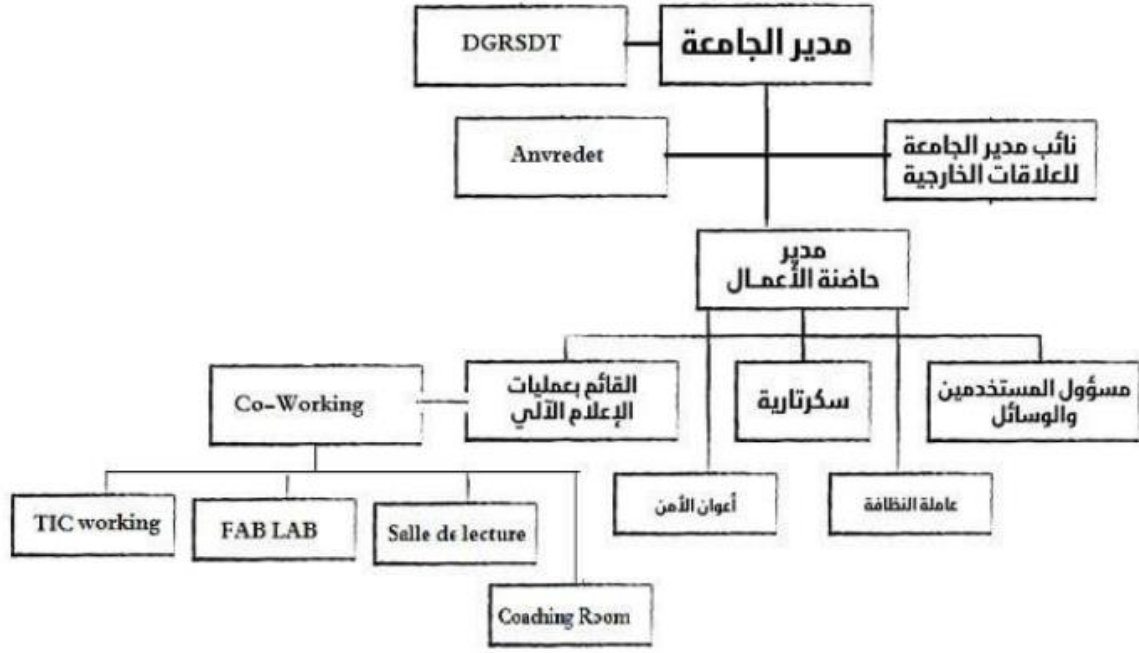 DGRSDT
مدير الجامعة
Anvredet
نائب مدير الجامعة
للعلاقات الخارجية
مدير
حاضنة الأعمـال
Co-Working
القائم بعمليات
الإعلام الآلي
سكرتارية
مسؤول المستخدمين
والوسائل
TIC working
FAB LAB
Salle de lecture
أعوان الأمن
عاملة النظافة
Coaching Room